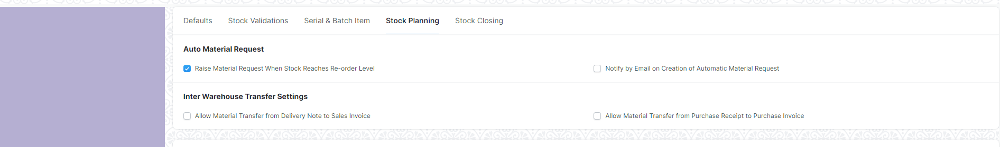 Defaults Stock Validations Serial & Batch Item Stock Planning Stock Closing
Auto Material Request
Raise Material Request When Stock Reaches Re-order Level Notify by Email on Creation of Automatic Material Request
Inter Warehouse Transfer Settings
Allow Material Transfer from Delivery Note to Sales Invoice Allow Material Transfer from Purchase Receipt to Purchase Invoice